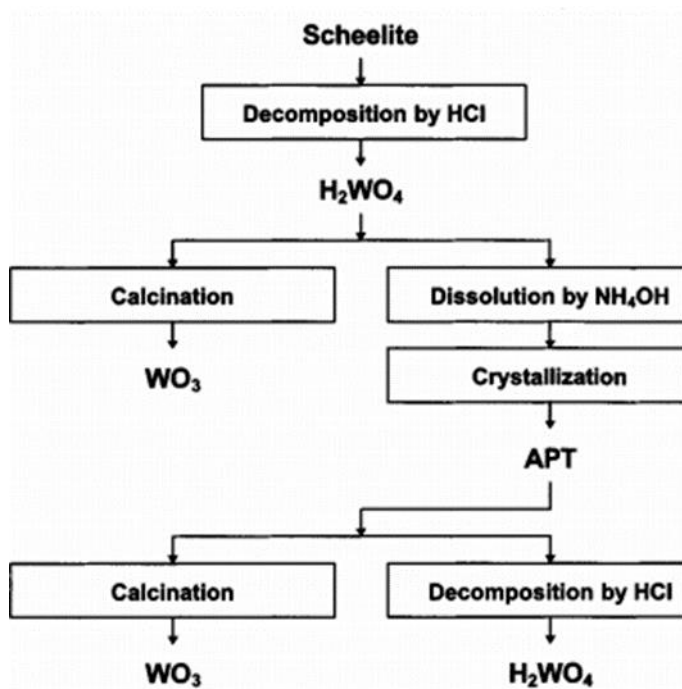 Scheelite
Decomposition by HCl
H₂WO₄
Calcination
Dissolution by NH₄OH
WO₃
Crystallization
APT
Calcination
Decomposition by HCl
WO₃
H₂WO₄